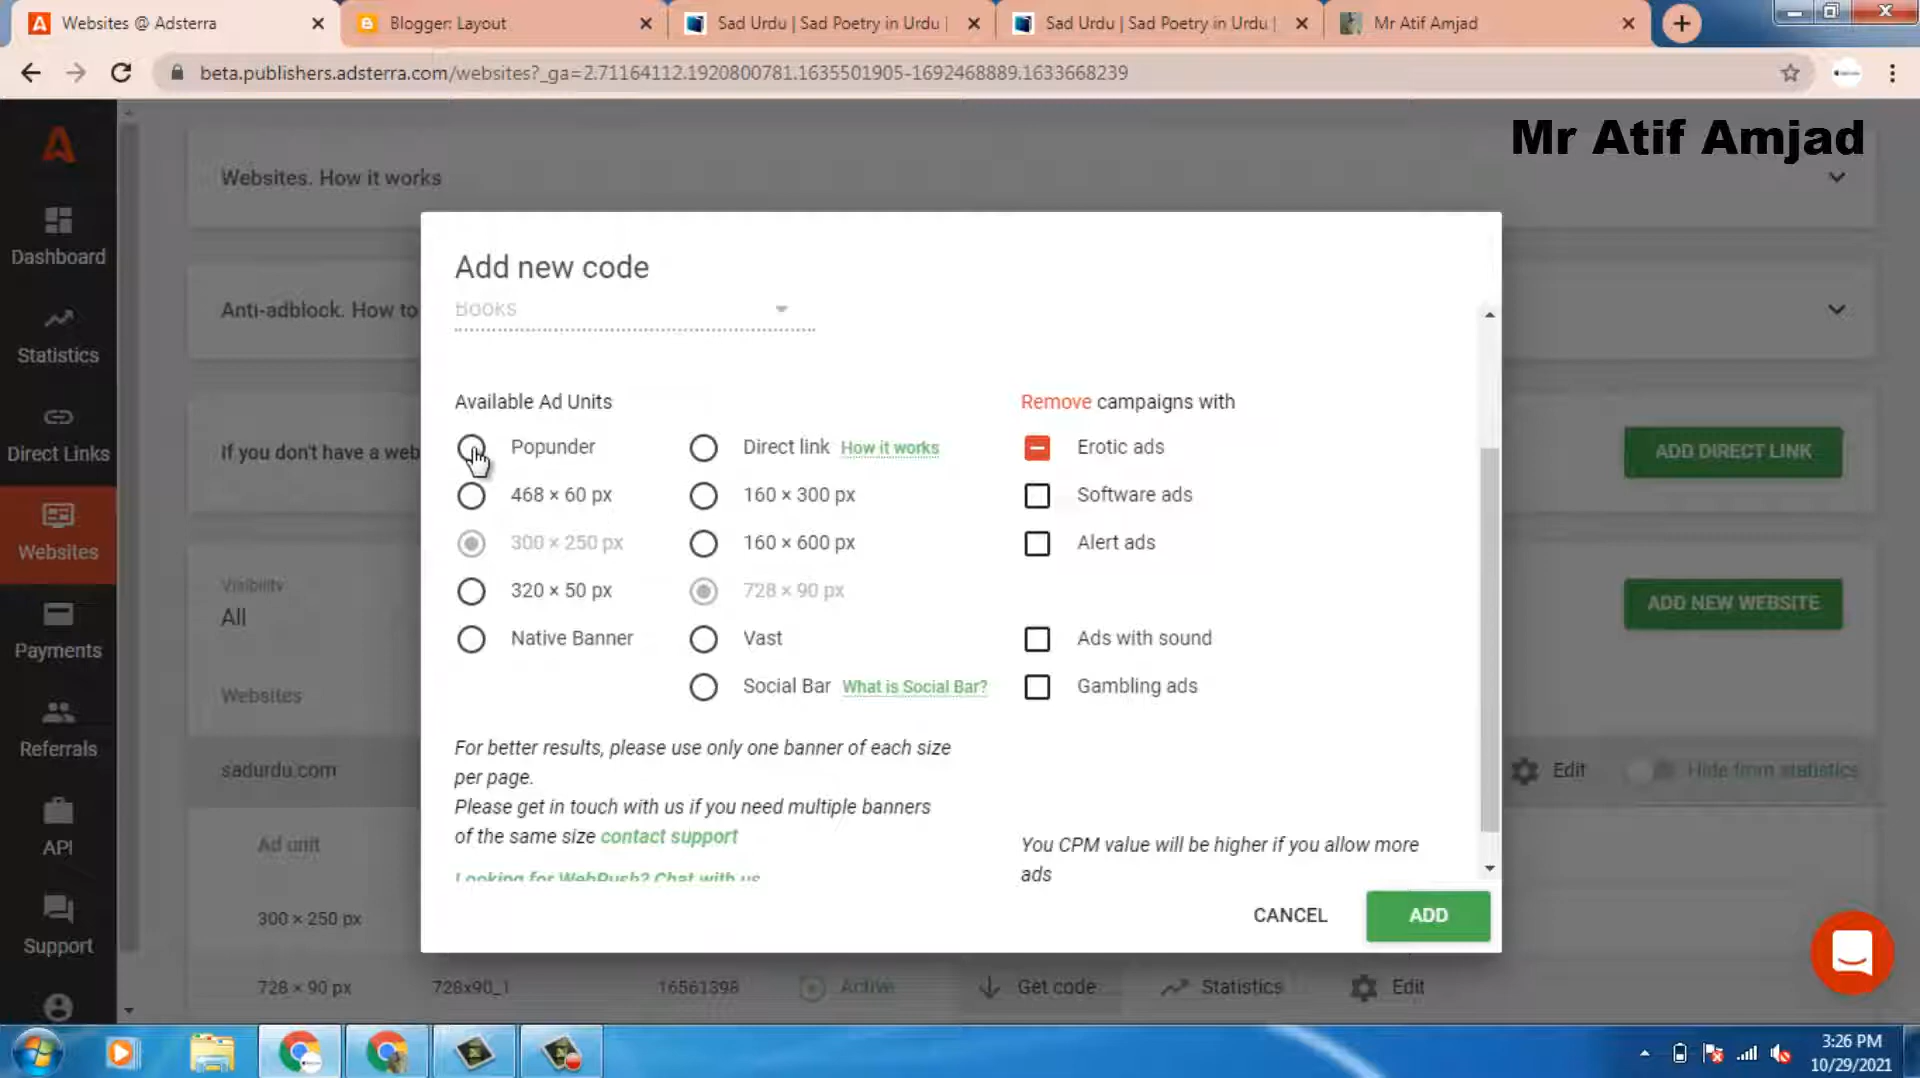 Websites @ Adsterra
Blogger: Layout
Sad Urdu | Sad Poetry in Urdu |
Sad Urdu | Sad Poetry in Urdu |
Mr Atif Amjad
beta.publishers.adsterra.com/websites?_ga=2.71164112.1920800781.1635501905-1692468889.1633668239
Mr Atif Amjad
Websites. How it works
Dashboard
Add new code
Books
Anti-adblock. How to
Statistics
Available Ad Units
Remove campaigns with
Direct Links
If you don't have a web
ADD DIRECT LINK
Popunder
Direct link How it works
Erotic ads
468 × 60 px
160 × 300 px
Software ads
300 × 250 px
160 × 600 px
Alert ads
Websites
Visibility
All
320 × 50 px
728 × 90 px
ADD NEW WEBSITE
Native Banner
Vast
Ads with sound
Payments
Websites
Social Bar What is Social Bar?
Gambling ads
Referrals
For better results, please use only one banner of each size
per page.
sadurdu.com
Edit
Hide from statistics
Please get in touch with us if you need multiple banners
of the same size contact support
API
Ad unit
You CPM value will be higher if you allow more
ads
Looking for WebPush? Chat with us
300 × 250 px
CANCEL
ADD
Support
728 × 90 px
728x90_1
16561398
Active
Get code
Statistics
Edit
3:26 PM
10/29/2021